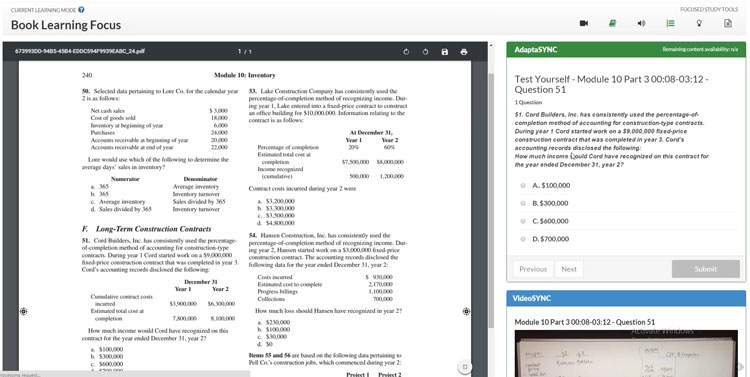 CURRENT LEARNING MODE
Book Learning Focus
FOCUSED STUDY TOOLS
673993DD-94B5-45B4-EDDC594F9939EABC_24.pdf
1 / 1
240
Module 10: Inventory
50. Selected data pertaining to Lore Co. for the calendar year
2 is as follows:
Net cash sales $ 3,000
Cost of goods sold 18,000
Inventory at beginning of year 6,000
Purchases 24,000
Accounts receivable at beginning of year 20,000
Accounts receivable at end of year 22,000
Lore would use which of the following to determine the
average days' sales in inventory?
Numerator Denominator
a. 365 Average inventory
b. 365 Inventory turnover
c. Average inventory Sales divided by 365
d. Sales divided by 365 Inventory turnover
F. Long-Term Construction Contracts
51. Cord Builders, Inc. has consistently used the percentage-
of-completion method of accounting for construction-type
contracts. During year 1 Cord started work on a $9,000,000
fixed-price construction contract that was completed in year 3.
Cord's accounting records disclosed the following:
December 31
Year 1 Year 2
Cumulative contract costs
incurred $3,900,000 $6,300,000
Estimated total cost at
completion 7,800,000 8,100,000
How much income would Cord have recognized on this
contract for the year ended December 31, year 2?
a. $100,000
b. $300,000
c. $600,000
53. Lake Construction Company has consistently used the
percentage-of-completion method of recognizing income. Dur-
ing year 1, Lake entered into a fixed-price contract to construct
an office building for $10,000,000. Information relating to the
contract is as follows:
At December 31,
Year 1 Year 2
Percentage of completion 20% 60%
Estimated total cost at
completion $7,500,000 $8,000,000
Income recognized
(cumulative) 500,000 1,200,000
Contract costs incurred during year 2 were
a. $3,200,000
b. $3,300,000
c. $3,500,000
d. $4,800,000
54. Hansen Construction, Inc. has consistently used the
percentage-of-completion method of recognizing income. Dur-
ing year 2, Hansen started work on a $3,000,000 fixed-price
construction contract. The accounting records disclosed the
following data for the year ended December 31, year 2:
Costs incurred $ 930,000
Estimated cost to complete 2,170,000
Progress billings 1,100,000
Collections 700,000
How much loss should Hansen have recognized in year 2?
a. $230,000
b. $100,000
c. $30,000
d. $0
Items 55 and 56 are based on the following data pertaining to
Pell Co.'s construction jobs, which commenced during year 2:
Project 1 Project 2
AdaptaSYNC
Remaining content availability: n/a
Test Yourself - Module 10 Part 3 00:08-03:12 -
Question 51
1 Question
51. Cord Builders, Inc. has consistently used the percentage-of-
completion method of accounting for construction-type contracts.
During year 1 Cord started work on a $9,000,000 fixed-price
construction contract that was completed in year 3. Cord's
accounting records disclosed the following:
How much income would Cord have recognized on this contract for
the year ended December 31, year 2?
A. $100,000
B. $300,000
C. $600,000
D. $700,000
Previous
Next
Submit
VideoSYNC
Module 10 Part 3 00:08-03:12 - Question 51
Activate Windows